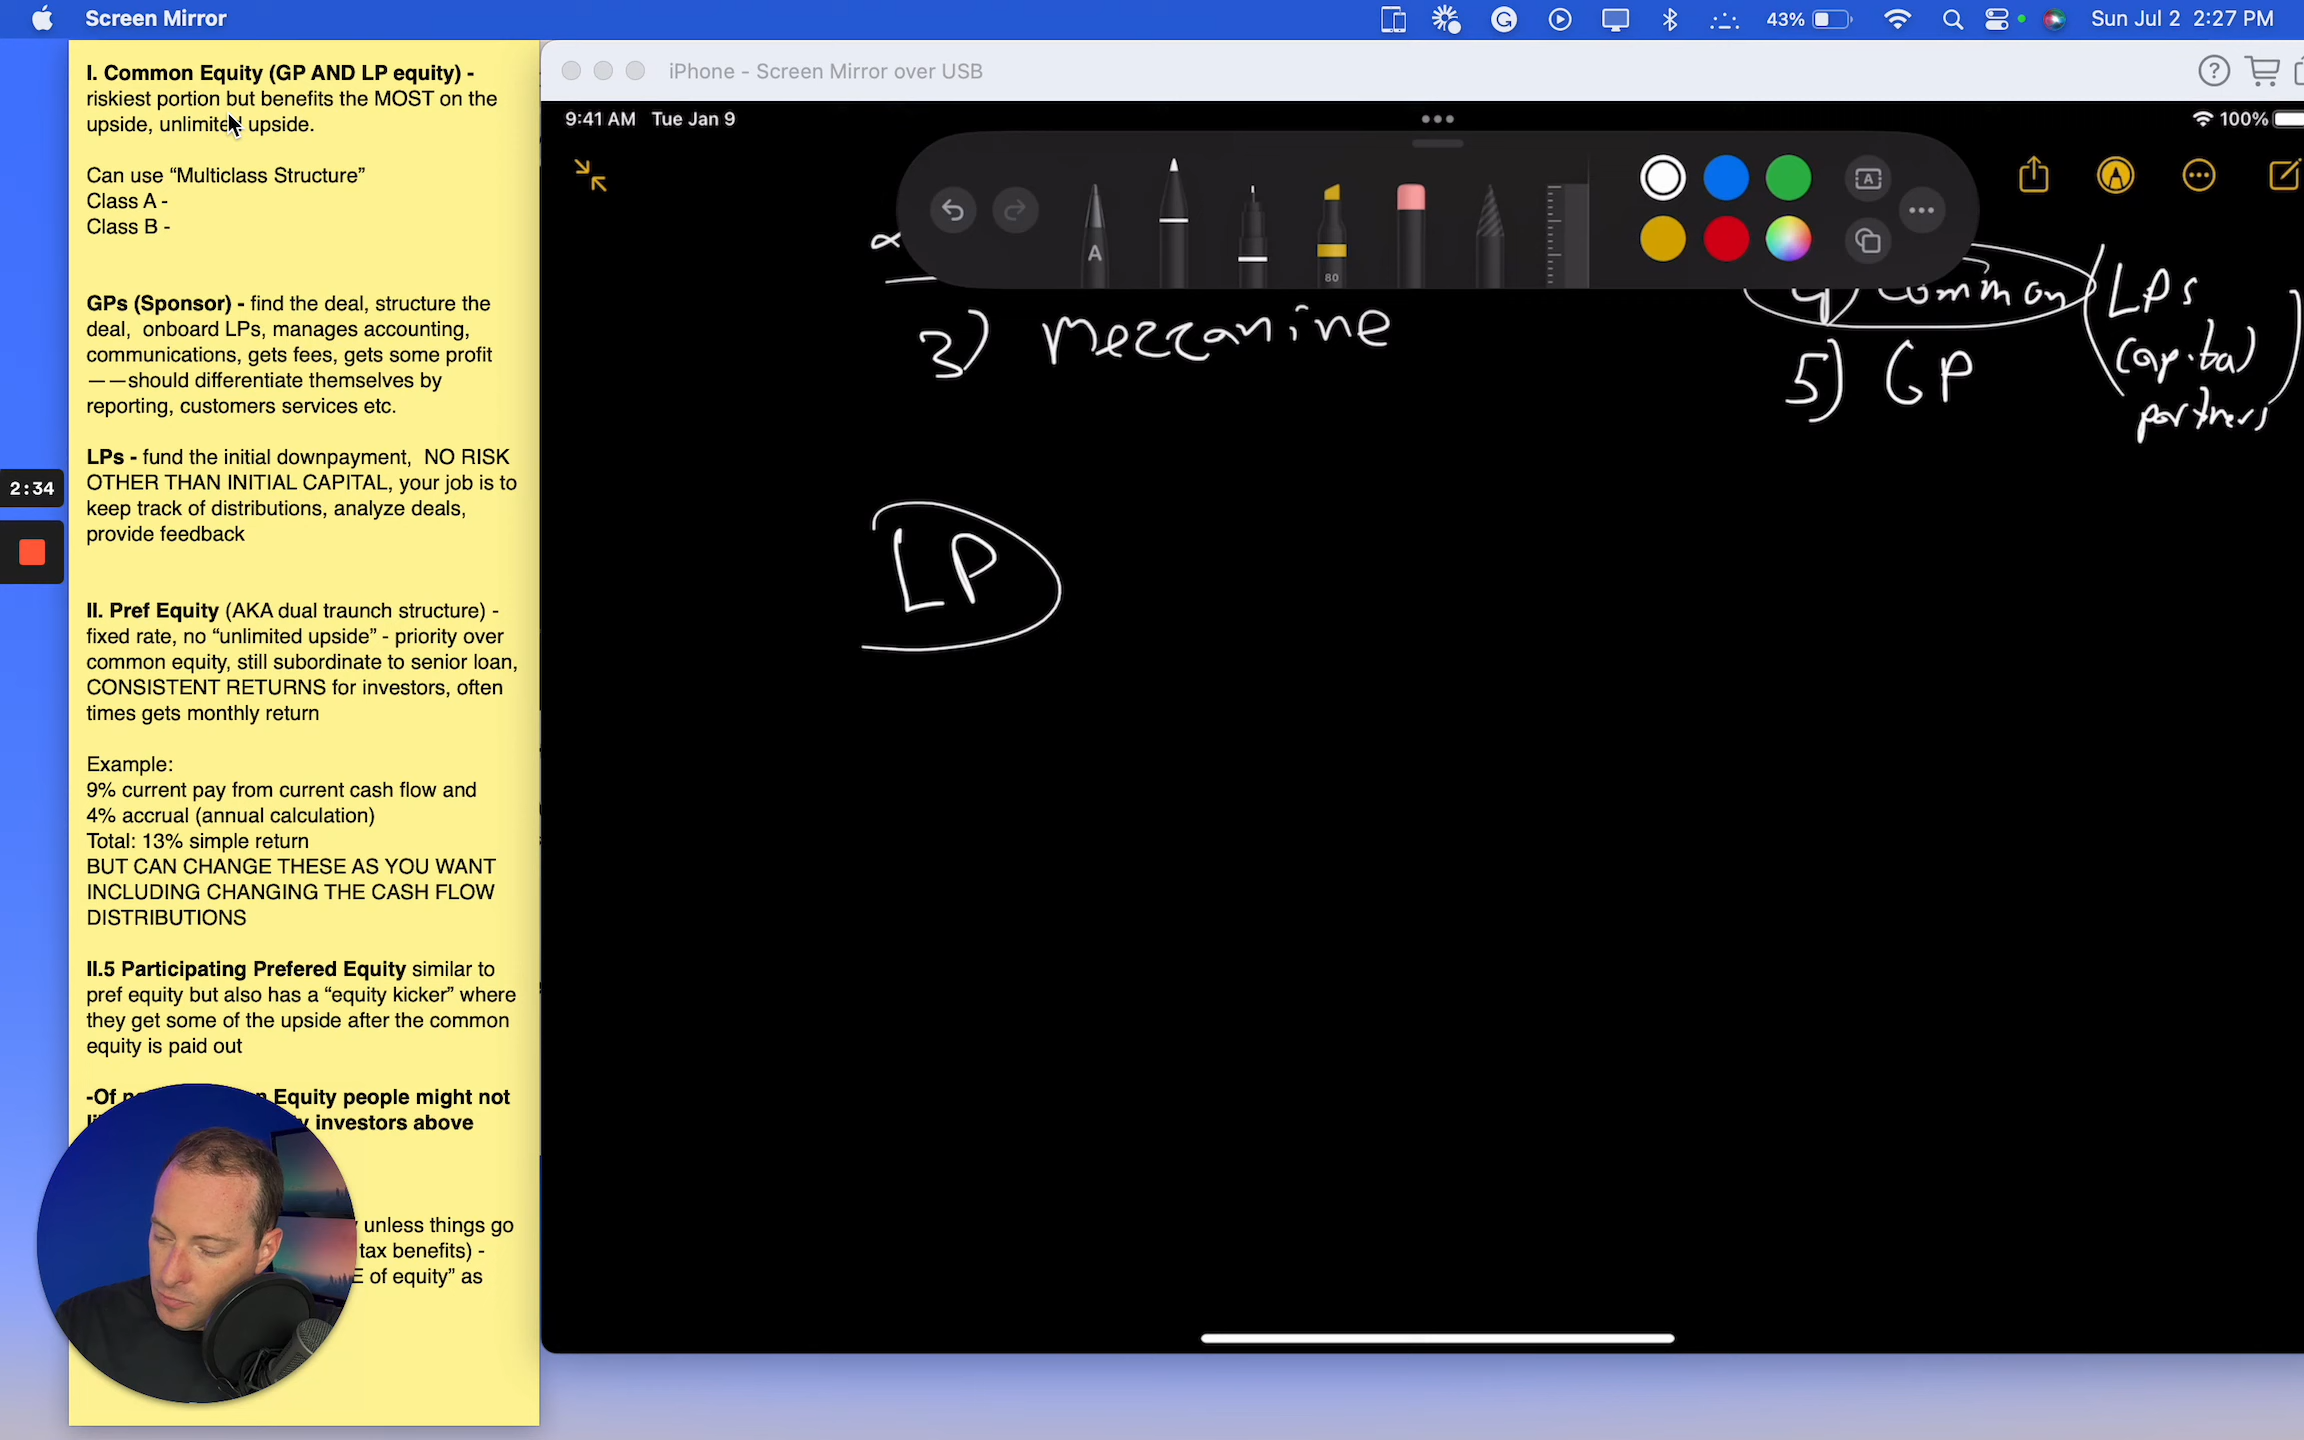 Screen Mirror
43%
Sun Jul 2 2:27 PM
I. Common Equity (GP AND LP equity) -
riskiest portion but benefits the MOST on the
upside, unlimited upside.
Can use “Multiclass Structure”
Class A -
Class B -
GPs (Sponsor) - find the deal, structure the
deal, onboard LPs, manages accounting,
communications, gets fees, gets some profit
——should differentiate themselves by
reporting, customers services etc.
LPs - fund the initial downpayment, NO RISK
OTHER THAN INITIAL CAPITAL, your job is to
keep track of distributions, analyze deals,
provide feedback
II. Pref Equity (AKA dual traunch structure) -
fixed rate, no “unlimited upside” - priority over
common equity, still subordinate to senior loan,
CONSISTENT RETURNS for investors, often
times gets monthly return
Example:
9% current pay from current cash flow and
4% accrual (annual calculation)
Total: 13% simple return
BUT CAN CHANGE THESE AS YOU WANT
INCLUDING CHANGING THE CASH FLOW
DISTRIBUTIONS
II.5 Participating Prefered Equity similar to
pref equity but also has a “equity kicker” where
they get some of the upside after the common
equity is paid out
-Of
Equity people might not
investors above
unless things go
tax benefits) -
of equity” as
2:34
iPhone - Screen Mirror over USB
9:41 AM Tue Jan 9
100%
A
80
A
3) Mezzanine
4) Common
5) GP
(LPs
(capital)
partners)
LP